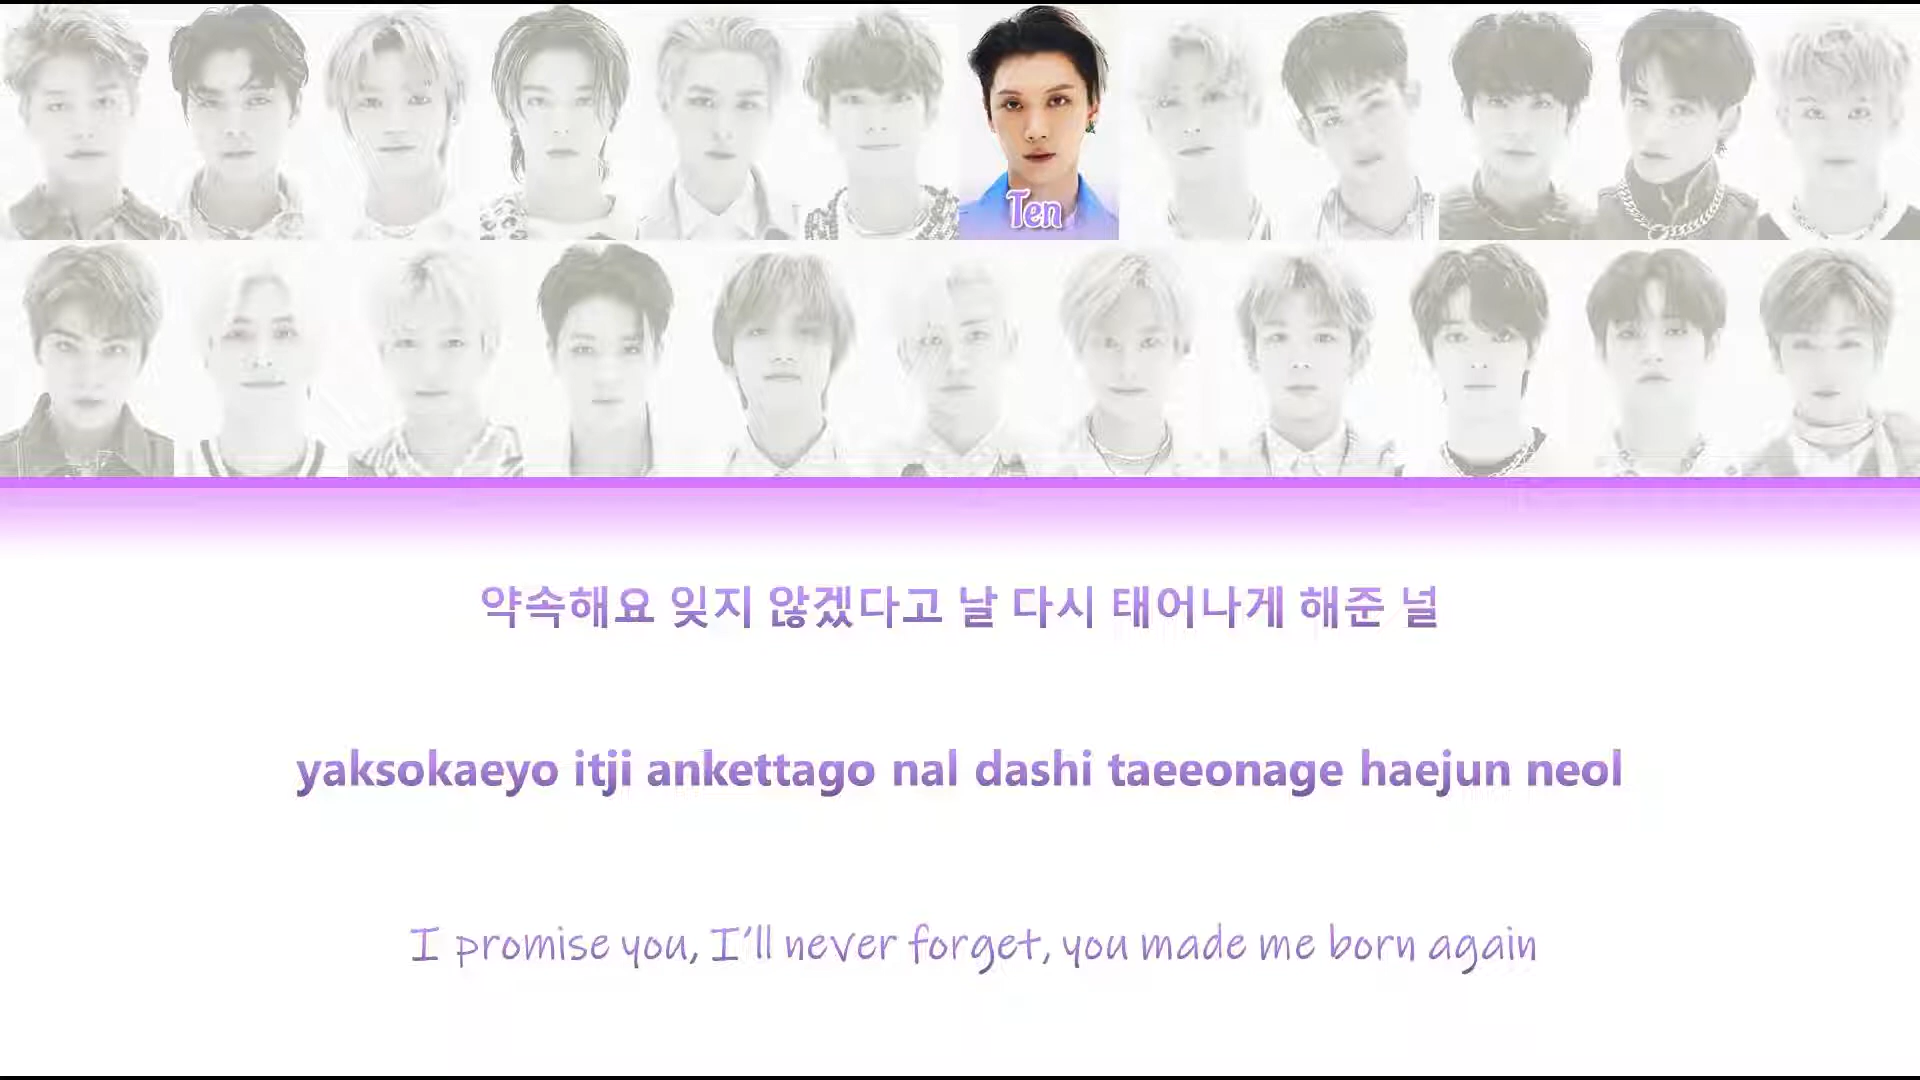 Ten
약속해요 잊지 않겠다고 날 다시 태어나게 해준 널
yaksokaeyo itji ankettago nal dashi taeeonage haejun neol
I promise you, I'll never forget, you made me born again